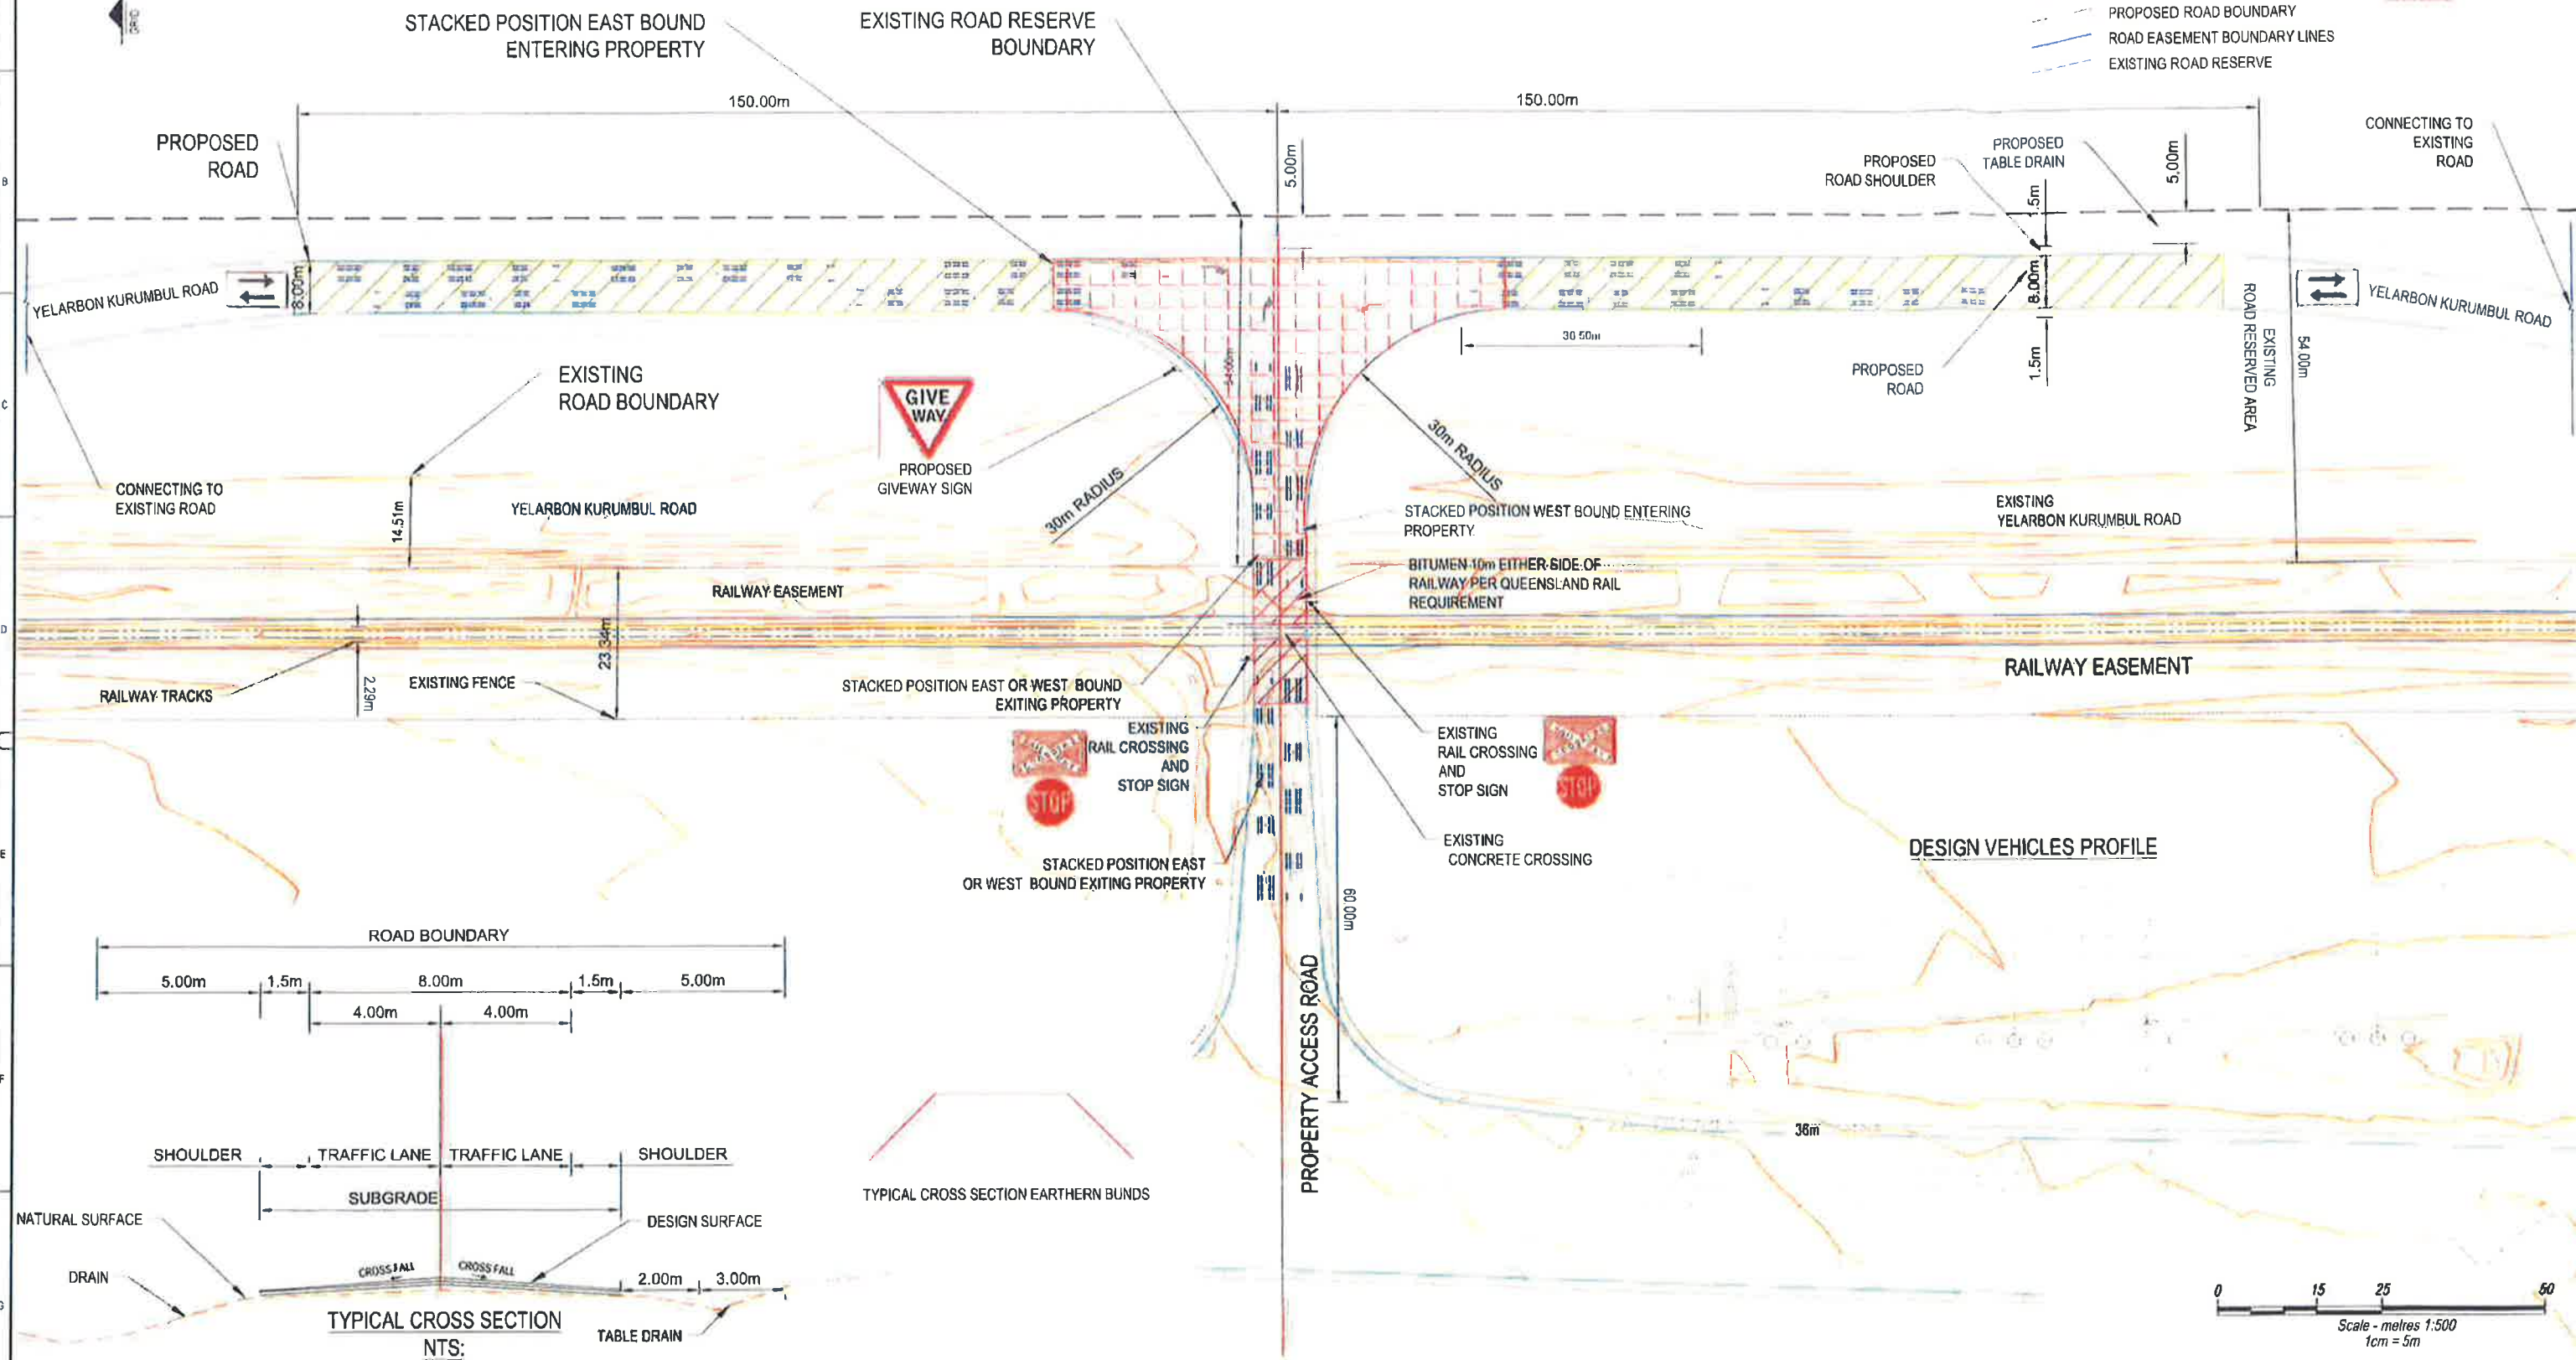 GRID
STACKED POSITION EAST BOUND
ENTERING PROPERTY
EXISTING ROAD RESERVE
BOUNDARY
PROPOSED ROAD BOUNDARY
ROAD EASEMENT BOUNDARY LINES
EXISTING ROAD RESERVE
150.00m
150.00m
PROPOSED
ROAD
5.00m
PROPOSED
ROAD SHOULDER
PROPOSED
TABLE DRAIN
1.5m
5.00m
CONNECTING TO
EXISTING
ROAD
B
YELARBON KURUMBUL ROAD
8.00m
8.00m
YELARBON KURUMBUL ROAD
30.50m
54.00m
1.5m
PROPOSED
ROAD
EXISTING
ROAD RESERVED AREA
54.00m
C
EXISTING
ROAD BOUNDARY
GIVE
WAY
PROPOSED
GIVEWAY SIGN
30m RADIUS
30m RADIUS
CONNECTING TO
EXISTING ROAD
14.51m
YELARBON KURUMBUL ROAD
STACKED POSITION WEST BOUND ENTERING
PROPERTY
EXISTING
YELARBON KURUMBUL ROAD
BITUMEN 10m EITHER SIDE OF
RAILWAY PER QUEENSLAND RAIL
REQUIREMENT
RAILWAY EASEMENT
D
23.34m
RAILWAY EASEMENT
RAILWAY TRACKS
2.29m
EXISTING FENCE
STACKED POSITION EAST OR WEST BOUND
EXITING PROPERTY
EXISTING
RAIL CROSSING
AND
STOP SIGN
STOP
EXISTING
RAIL CROSSING
AND
STOP SIGN
STOP
EXISTING
CONCRETE CROSSING
E
STACKED POSITION EAST
OR WEST BOUND EXITING PROPERTY
DESIGN VEHICLES PROFILE
60.00m
PROPERTY ACCESS ROAD
ROAD BOUNDARY
5.00m 1.5m 8.00m 1.5m 5.00m
4.00m 4.00m
F
36m
SHOULDER TRAFFIC LANE TRAFFIC LANE SHOULDER
SUBGRADE
TYPICAL CROSS SECTION EARTHERN BUNDS
NATURAL SURFACE
DESIGN SURFACE
DRAIN
CROSS FALL CROSS FALL
2.00m 3.00m
G
TYPICAL CROSS SECTION
NTS:
TABLE DRAIN
0 15 25 50
Scale - metres 1:500
1cm = 5m